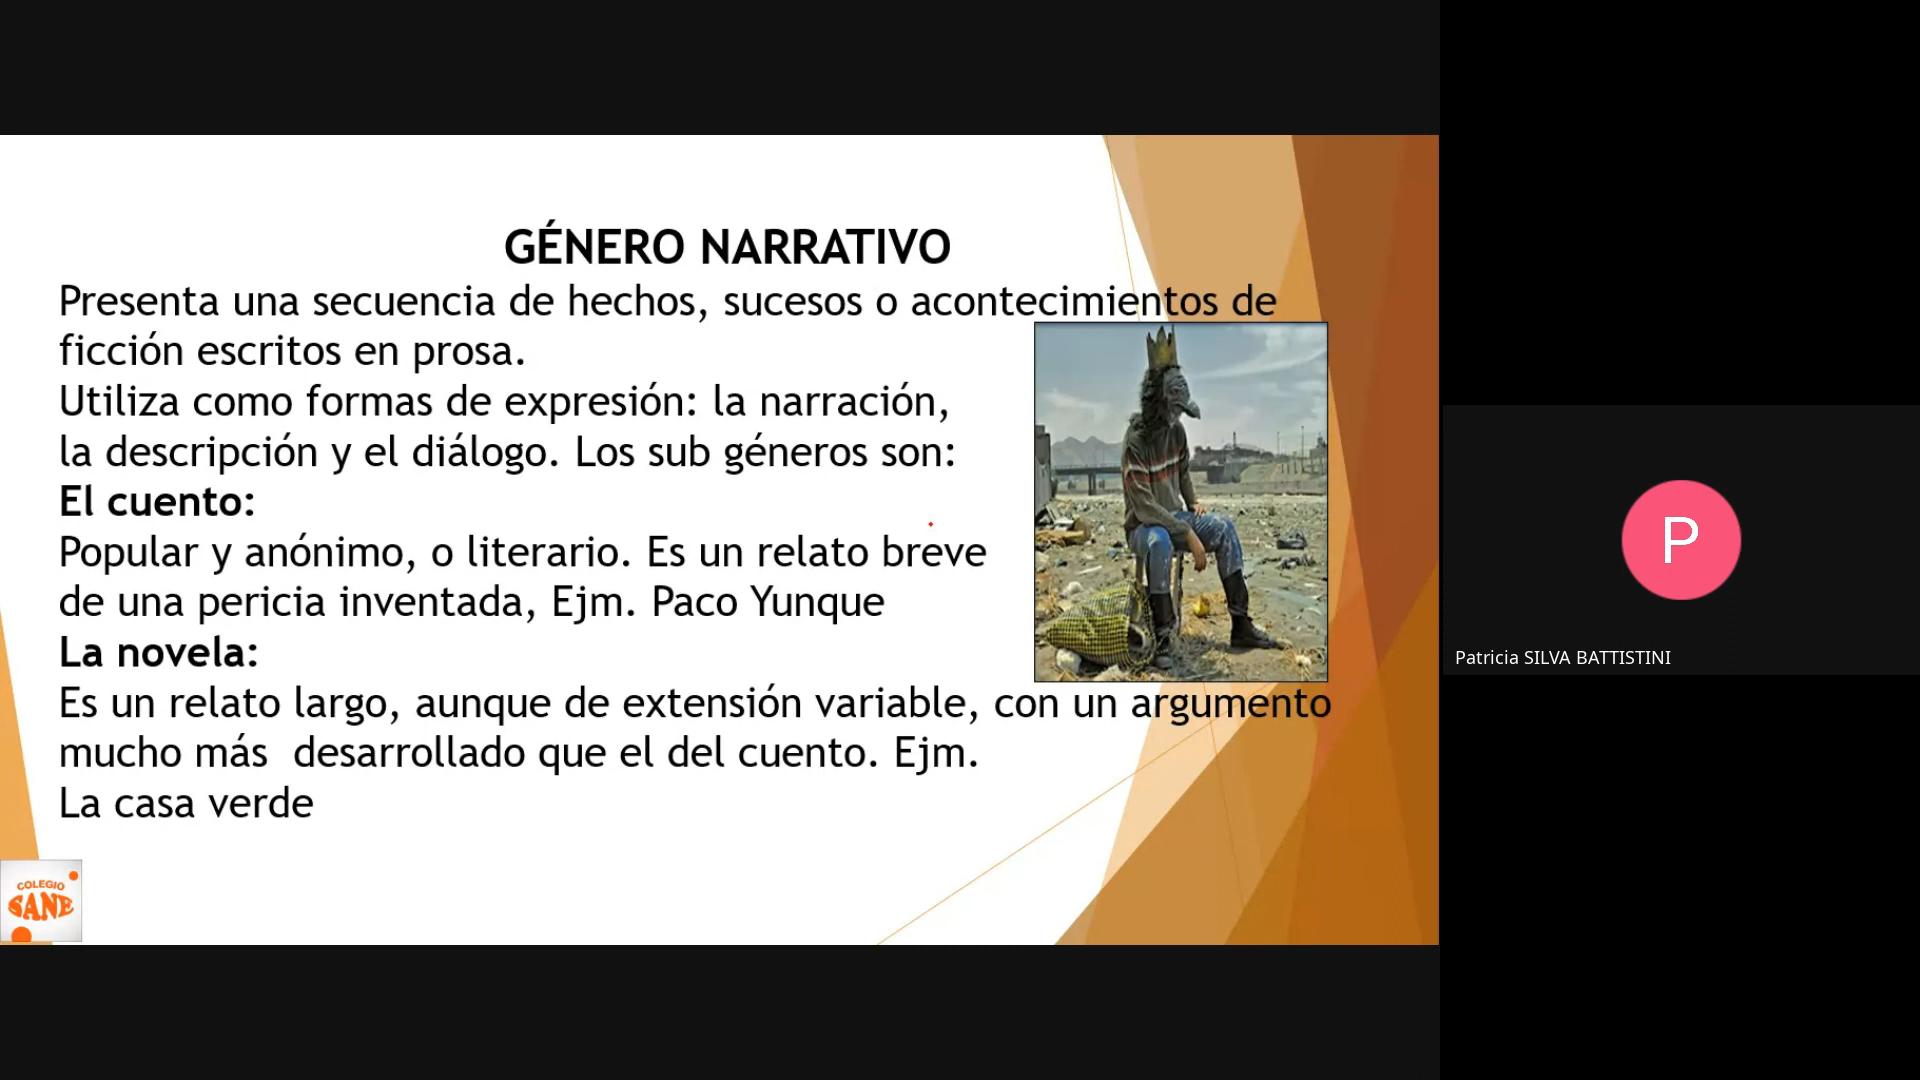 GÉNERO NARRATIVO
Presenta una secuencia de hechos, sucesos o acontecimientos de
ficción escritos en prosa.
Utiliza como formas de expresión: la narración,
la descripción y el diálogo. Los sub géneros son:
El cuento:
Popular y anónimo, o literario. Es un relato breve
de una pericia inventada, Ejm. Paco Yunque
La novela:
Es un relato largo, aunque de extensión variable, con un argumento
mucho más  desarrollado que el del cuento. Ejm.
La casa verde
COLEGIO
SANE
P
Patricia SILVA BATTISTINI